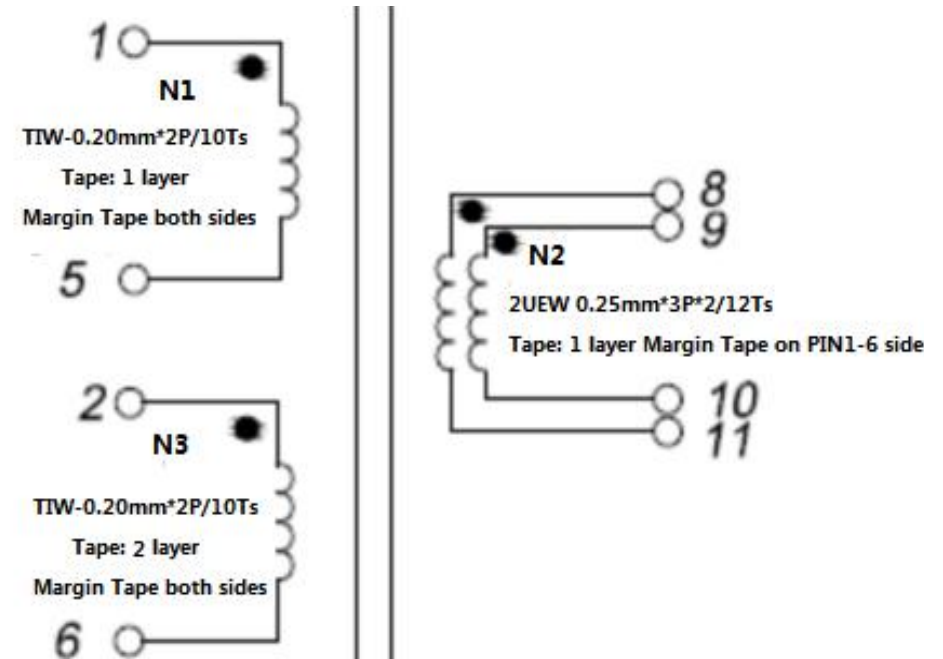 1
N1
TIW-0.20mm*2P/10Ts
Tape: 1 layer
Margin Tape both sides
5
2
N3
TIW-0.20mm*2P/10Ts
Tape: 2 layer
Margin Tape both sides
6
8
9
N2
2UEW 0.25mm*3P*2/12Ts
Tape: 1 layer Margin Tape on PIN1-6 side
10
11